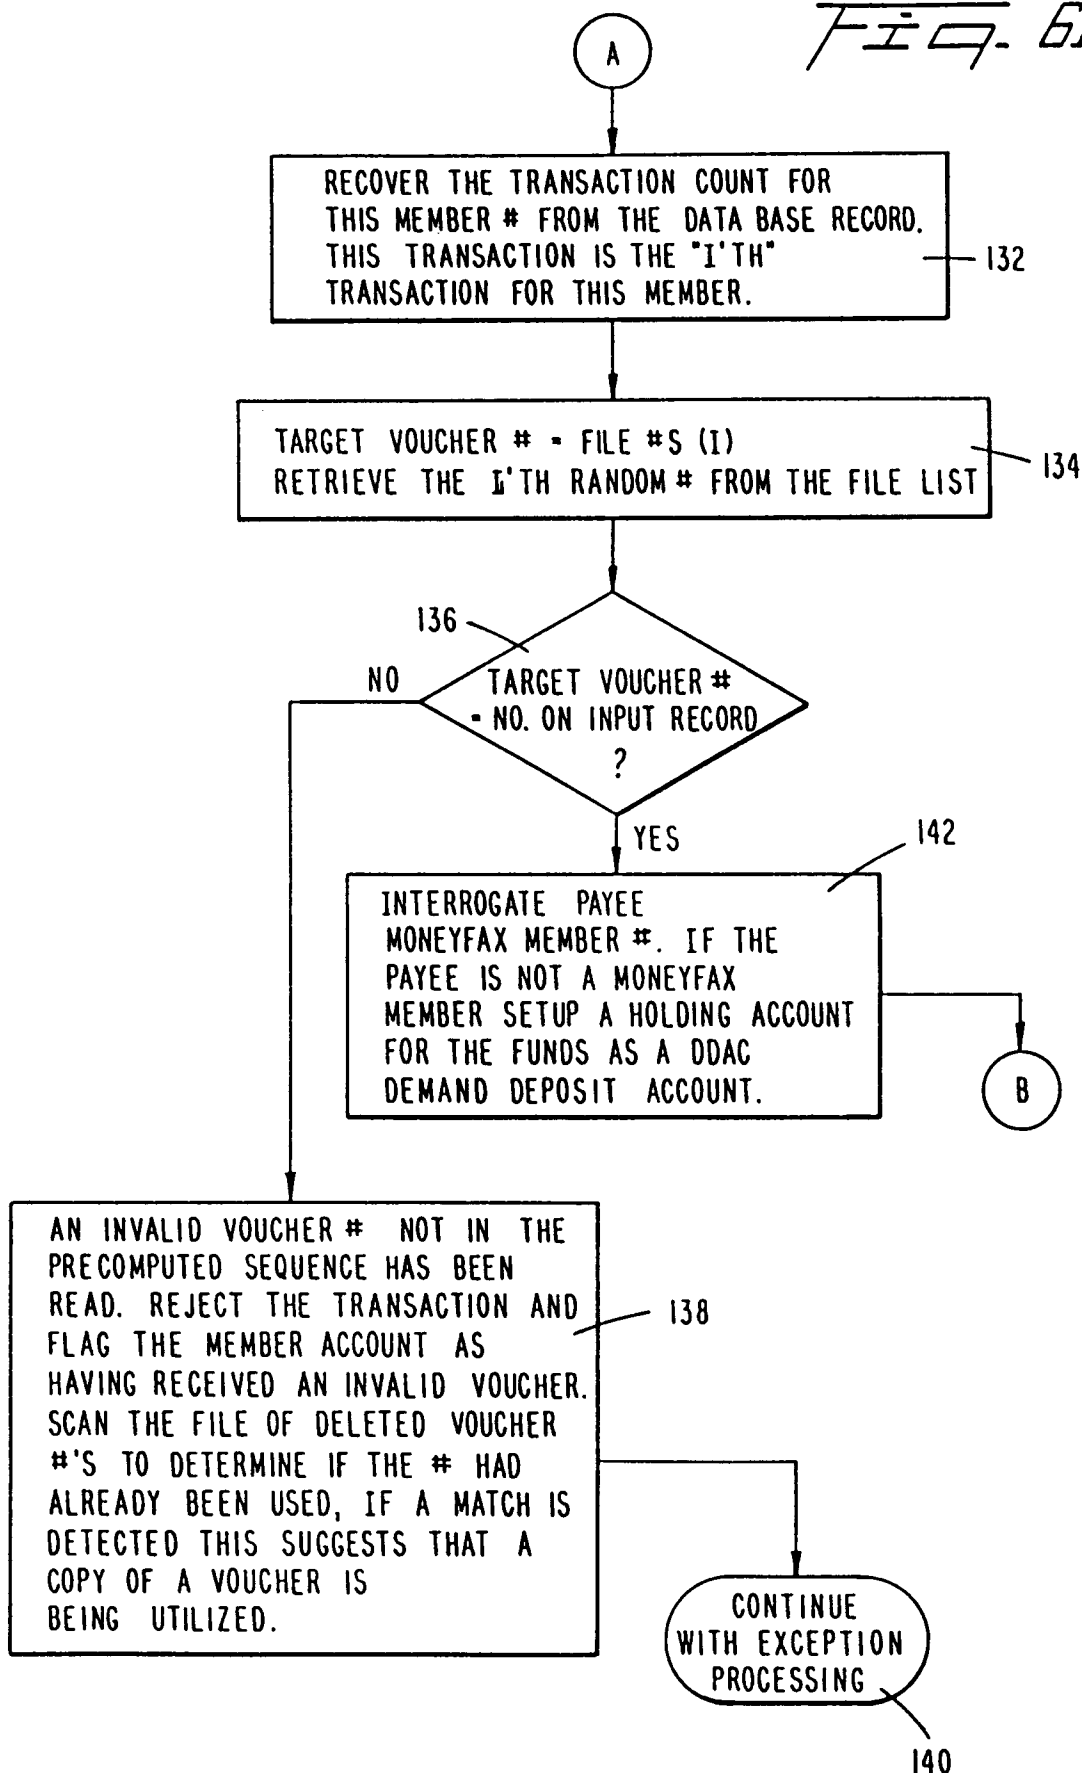 Fig. 6
A
RECOVER THE TRANSACTION COUNT FOR
THIS MEMBER # FROM THE DATA BASE RECORD.
THIS TRANSACTION IS THE "I'TH"
TRANSACTION FOR THIS MEMBER.
132
TARGET VOUCHER # = FILE #S (I)
RETRIEVE THE I'TH RANDOM # FROM THE FILE LIST
134
136
TARGET VOUCHER #
= NO. ON INPUT RECORD
?
NO
YES
142
INTERROGATE PAYEE
MONEYFAX MEMBER #. IF THE
PAYEE IS NOT A MONEYFAX
MEMBER SETUP A HOLDING ACCOUNT
FOR THE FUNDS AS A DDAC
DEMAND DEPOSIT ACCOUNT.
B
AN INVALID VOUCHER # NOT IN THE
PRECOMPUTED SEQUENCE HAS BEEN
READ. REJECT THE TRANSACTION AND
FLAG THE MEMBER ACCOUNT AS
HAVING RECEIVED AN INVALID VOUCHER.
SCAN THE FILE OF DELETED VOUCHER
#'S TO DETERMINE IF THE # HAD
ALREADY BEEN USED, IF A MATCH IS
DETECTED THIS SUGGESTS THAT A
COPY OF A VOUCHER IS
BEING UTILIZED.
138
CONTINUE
WITH EXCEPTION
PROCESSING
140